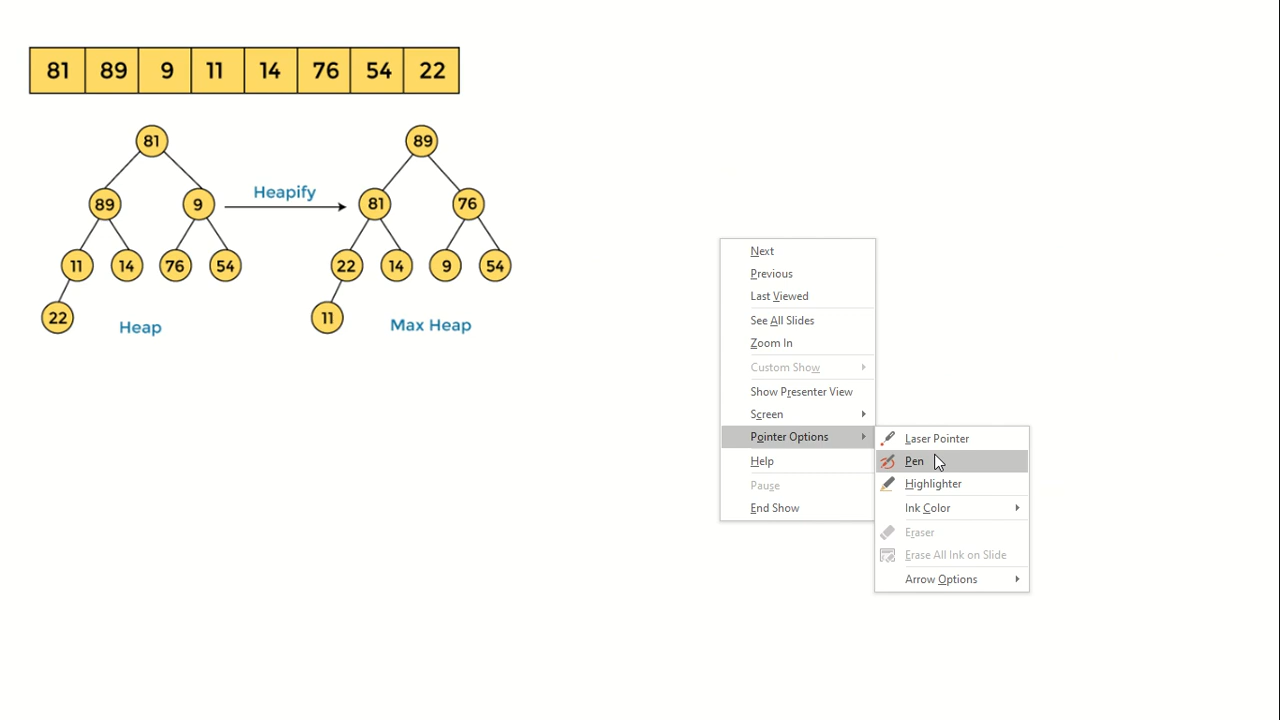 81 89 9 11 14 76 54 22
81
89 9
Heapify
11 14 76 54
22
Heap
89
81 76
22 14 9 54
11
Max Heap
Next
Previous
Last Viewed
See All Slides
Zoom In
Custom Show
Show Presenter View
Screen
Pointer Options
Help
Pause
End Show
Laser Pointer
Pen
Highlighter
Ink Color
Eraser
Erase All Ink on Slide
Arrow Options